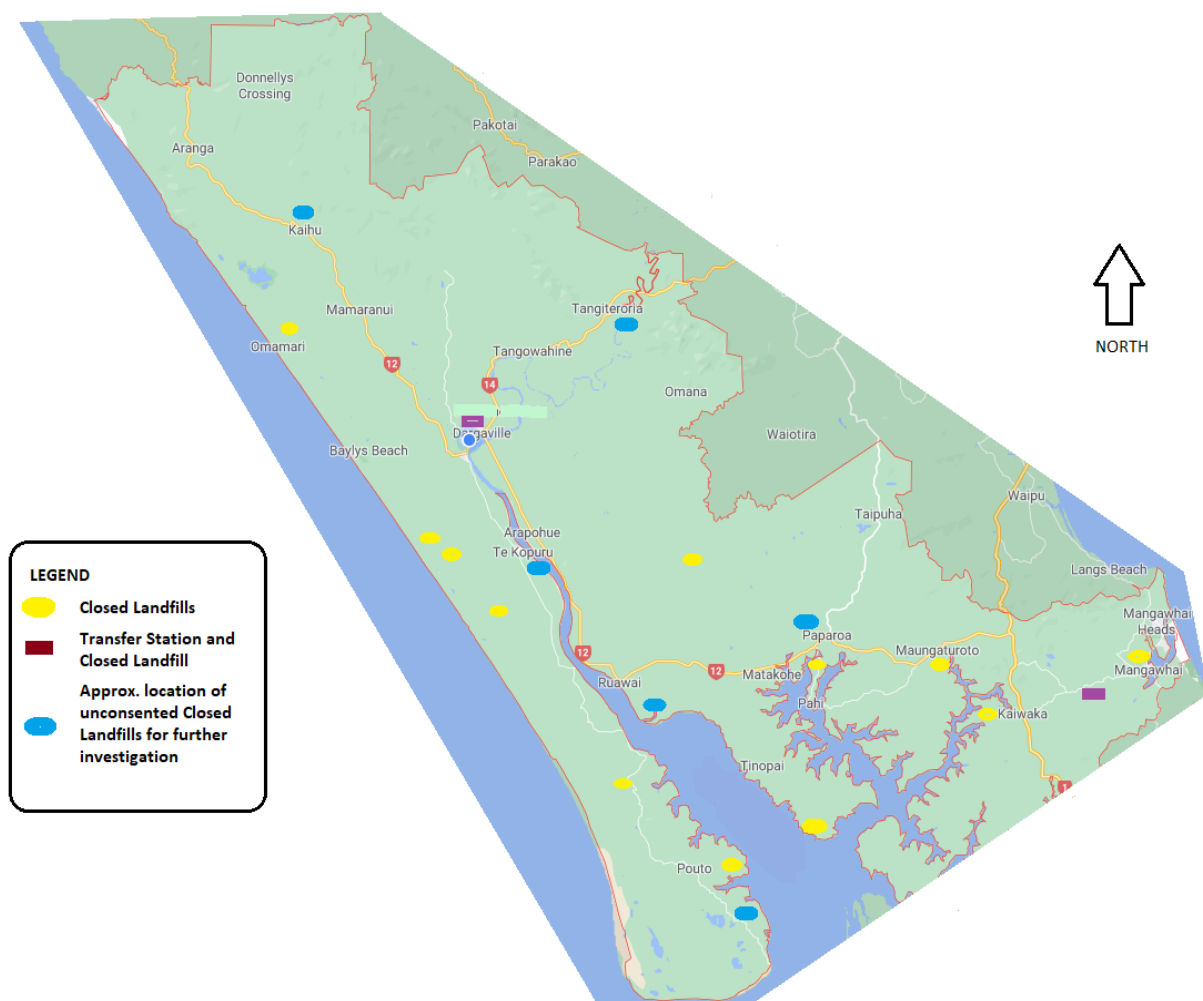 Donnellys
Crossing
Pakotai
Parakao
Aranga
Kaihu
Tangiteroria
Mamaranui
Omamari
Tangowahine
12
14
Omana
NORTH
Dargaville
Waiotira
Baylys Beach
Waipu
Taipuha
Arapohue
Te Kopuru
Langs Beach
LEGEND
Closed Landfills
Transfer Station and
Closed Landfill
Approx. location of
unconsented Closed
Landfills for further
investigation
Mangawhai
Heads
Paparoa
Maungaturoto
12
12
Matakohe
Mangawhai
Ruawai
Pahi
Kaiwaka
Tinopai
1
Pouto